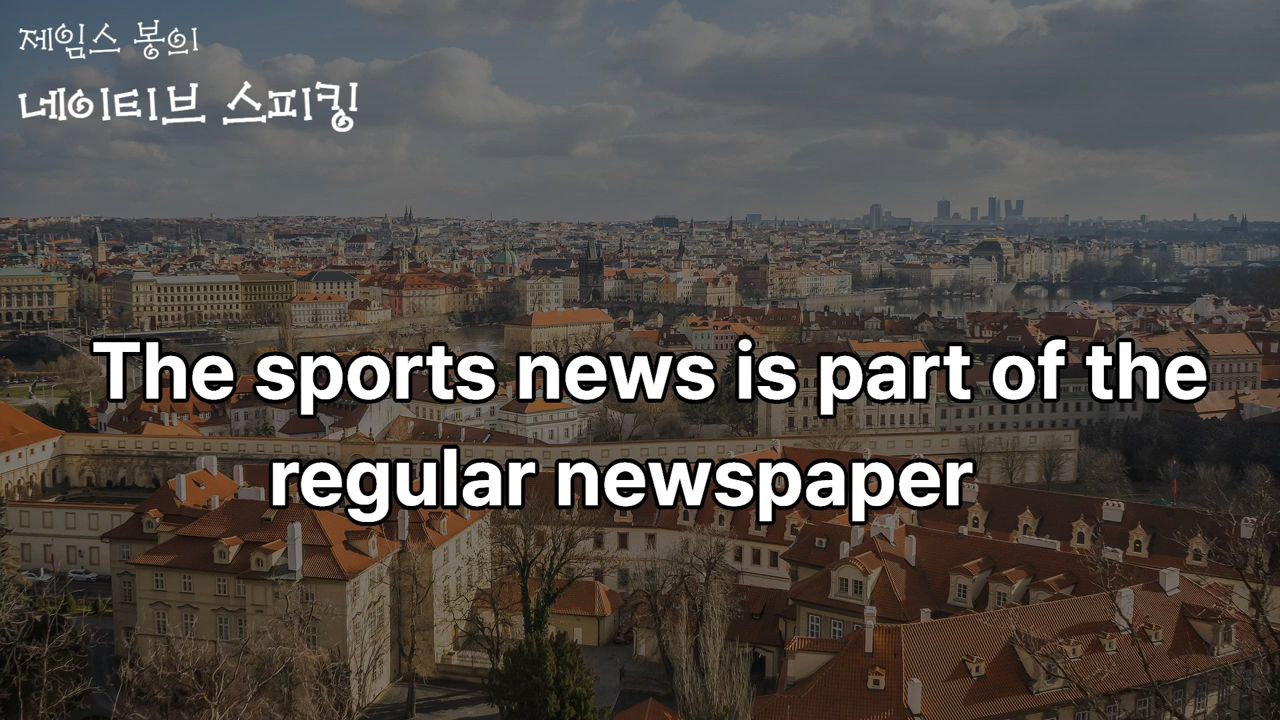 제임스 봉의
네이티브 스피킹
The sports news is part of the
regular newspaper